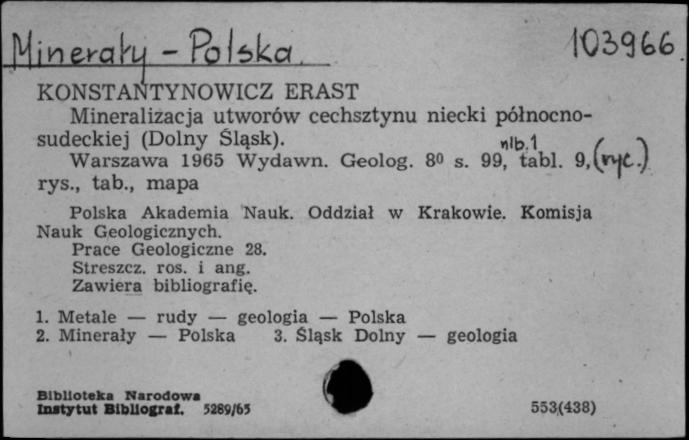 Minerały - Polska. 103966.
KONSTANTYNOWICZ ERAST
Mineralizacja utworów cechsztynu niecki północno-
sudeckiej (Dolny Śląsk).
nlb. 1
Warszawa 1965 Wydawn. Geolog. 8⁰ s. 99, tabl. 9, (ryc.)
rys., tab., mapa
Polska Akademia Nauk. Oddział w Krakowie. Komisja
Nauk Geologicznych.
Prace Geologiczne 28.
Streszcz. ros. i ang.
Zawiera bibliografię.
1. Metale — rudy — geologia — Polska
2. Minerały — Polska 3. Śląsk Dolny — geologia
Biblioteka Narodowa
Instytut Bibliograf. 5289/65 553(438)